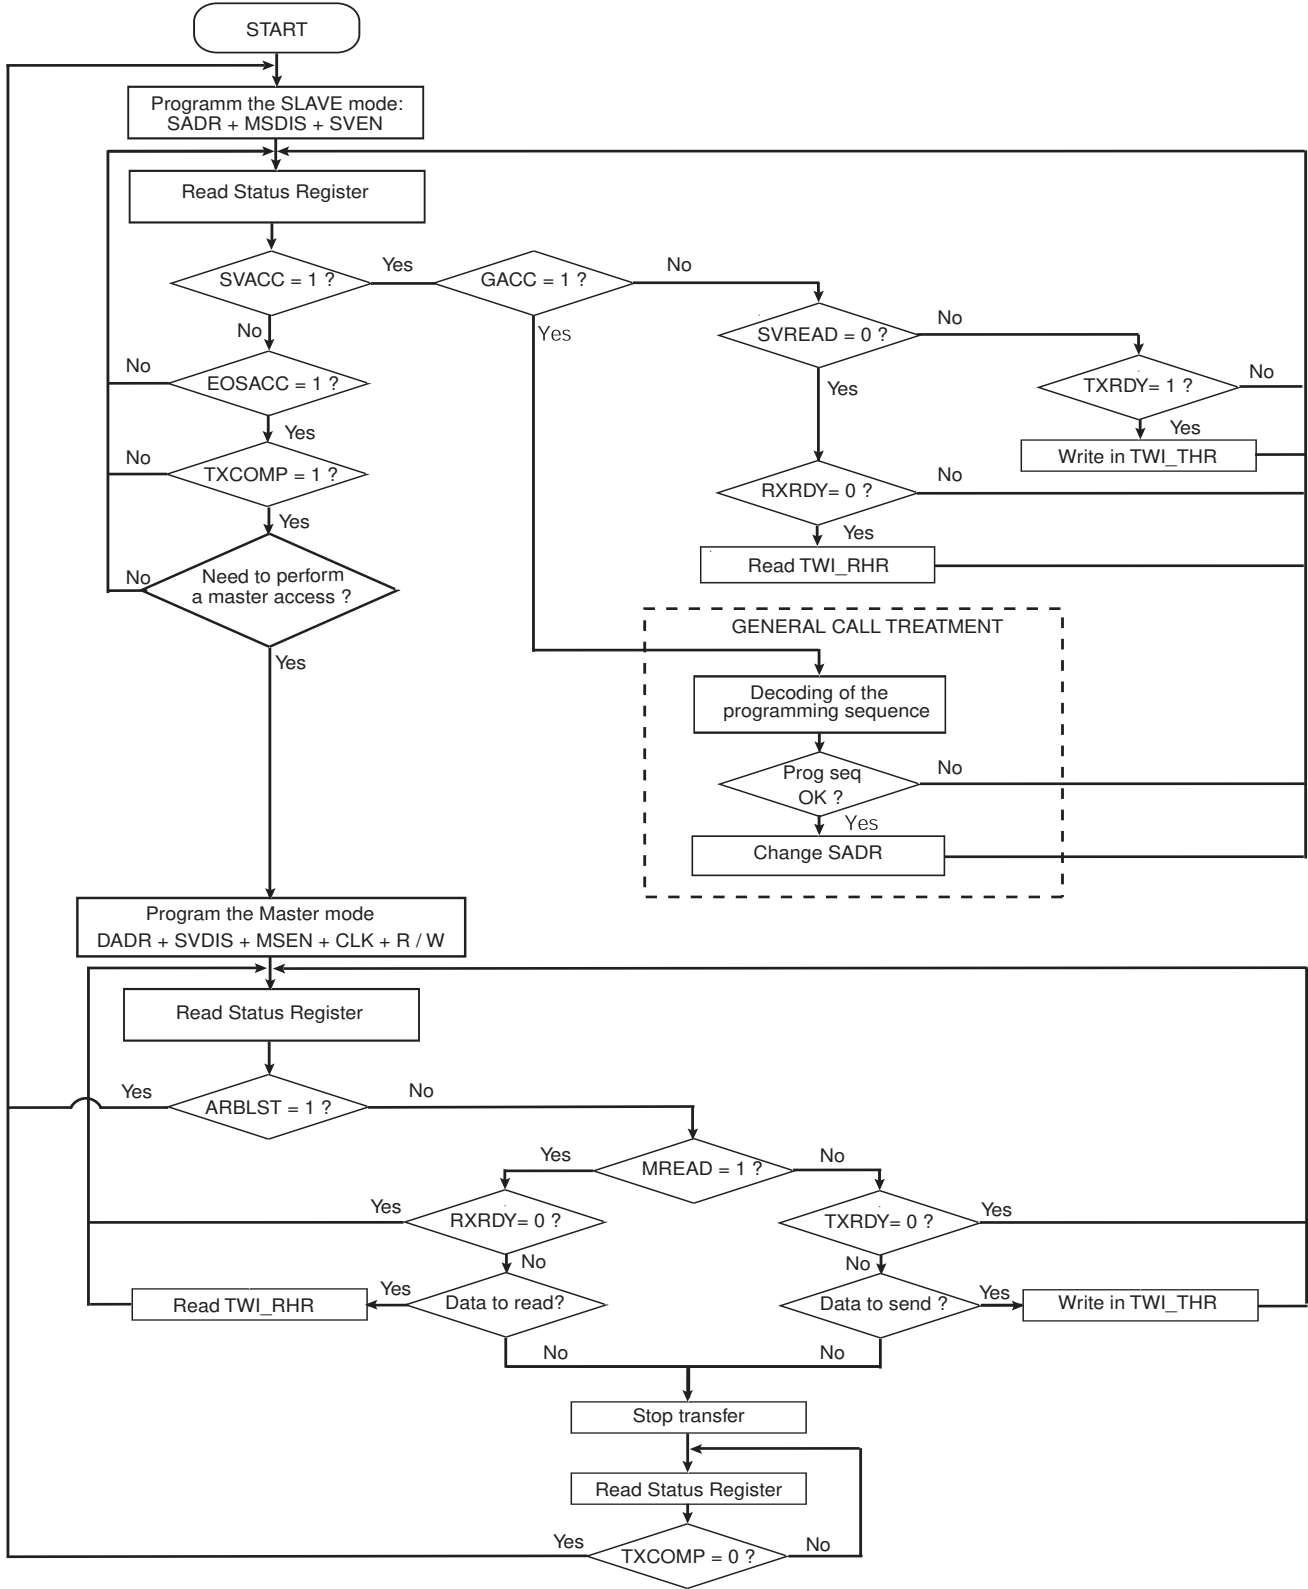 START
Programm the SLAVE mode:
SADR + MSDIS + SVEN
Read Status Register
SVACC = 1 ?
Yes
GACC = 1 ?
No
SVREAD = 0 ?
No
No
Yes
EOSACC = 1 ?
No
Yes
TXRDY= 1 ?
No
Yes
Yes
Write in TWI_THR
TXCOMP = 1 ?
No
RXRDY= 0 ?
No
Yes
Yes
Read TWI_RHR
Need to perform
a master access ?
No
Yes
GENERAL CALL TREATMENT
Decoding of the
programming sequence
Prog seq
OK ?
No
Yes
Change SADR
Program the Master mode
DADR + SVDIS + MSEN + CLK + R / W
Read Status Register
Yes
ARBLST = 1 ?
No
Yes
MREAD = 1 ?
No
Yes
RXRDY= 0 ?
TXRDY= 0 ?
Yes
No
No
Read TWI_RHR
Yes
Data to read?
Data to send ?
Yes
Write in TWI_THR
No
No
Stop transfer
Read Status Register
Yes
TXCOMP = 0 ?
No